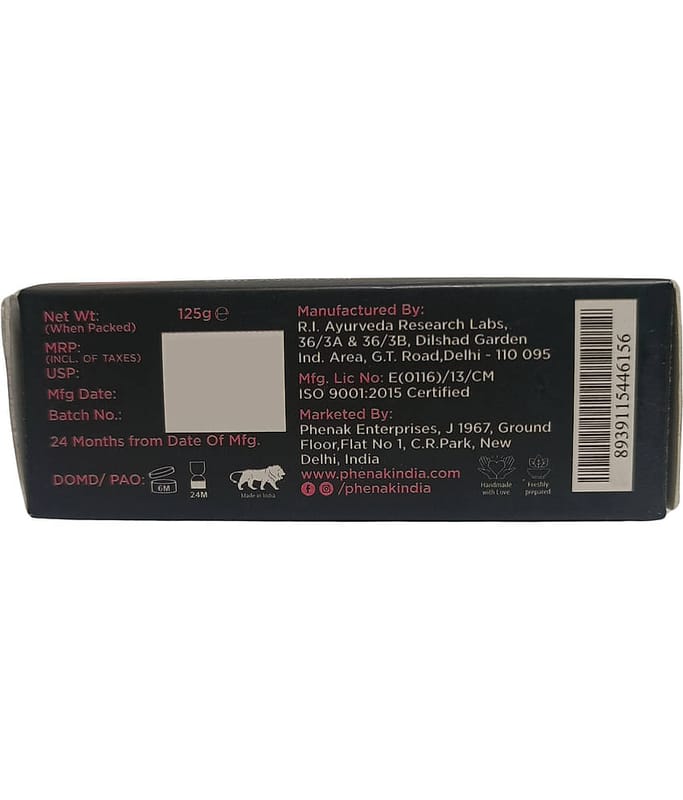 Net Wt: 125g ℮
(When Packed)
MRP:
(INCL. OF TAXES)
USP:
Mfg Date:
Batch No.:
24 Months from Date Of Mfg.
DOMD/ PAO:
6M
24M
Made in India
Manufactured By:
R.I. Ayurveda Research Labs,
36/3A & 36/3B, Dilshad Garden
Ind. Area, G.T. Road,Delhi - 110 095
Mfg. Lic No: E(0116)/13/CM
ISO 9001:2015 Certified
Marketed By:
Phenak Enterprises, J 1967, Ground
Floor,Flat No 1, C.R.Park, New
Delhi, India
www.phenakindia.com
/phenakindia
Handmade
with Love
Freshly
prepared
8939115446156